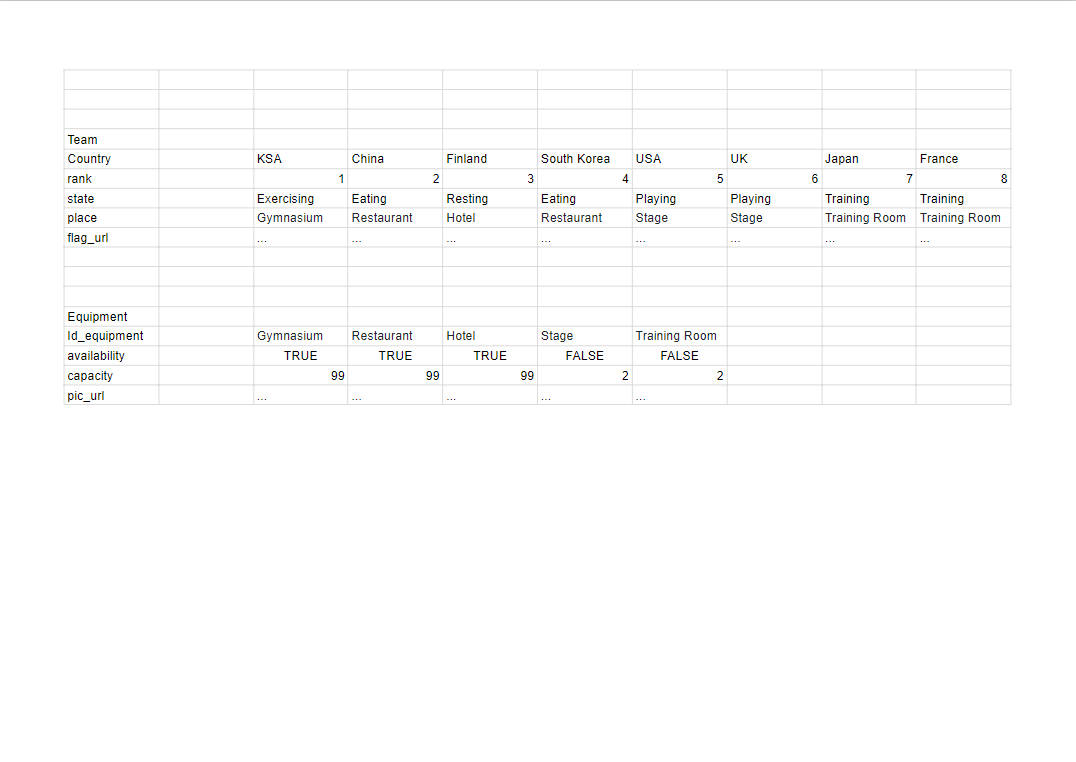 Team
Country KSA China Finland South Korea USA UK Japan France
rank 1 2 3 4 5 6 7 8
state Exercising Eating Resting Eating Playing Playing Training Training
place Gymnasium Restaurant Hotel Restaurant Stage Stage Training Room Training Room
flag_url ... ... ... ... ... ... ... ...
Equipment
Id_equipment Gymnasium Restaurant Hotel Stage Training Room
availability TRUE TRUE TRUE FALSE FALSE
capacity 99 99 99 2 2
pic_url ... ... ... ... ...